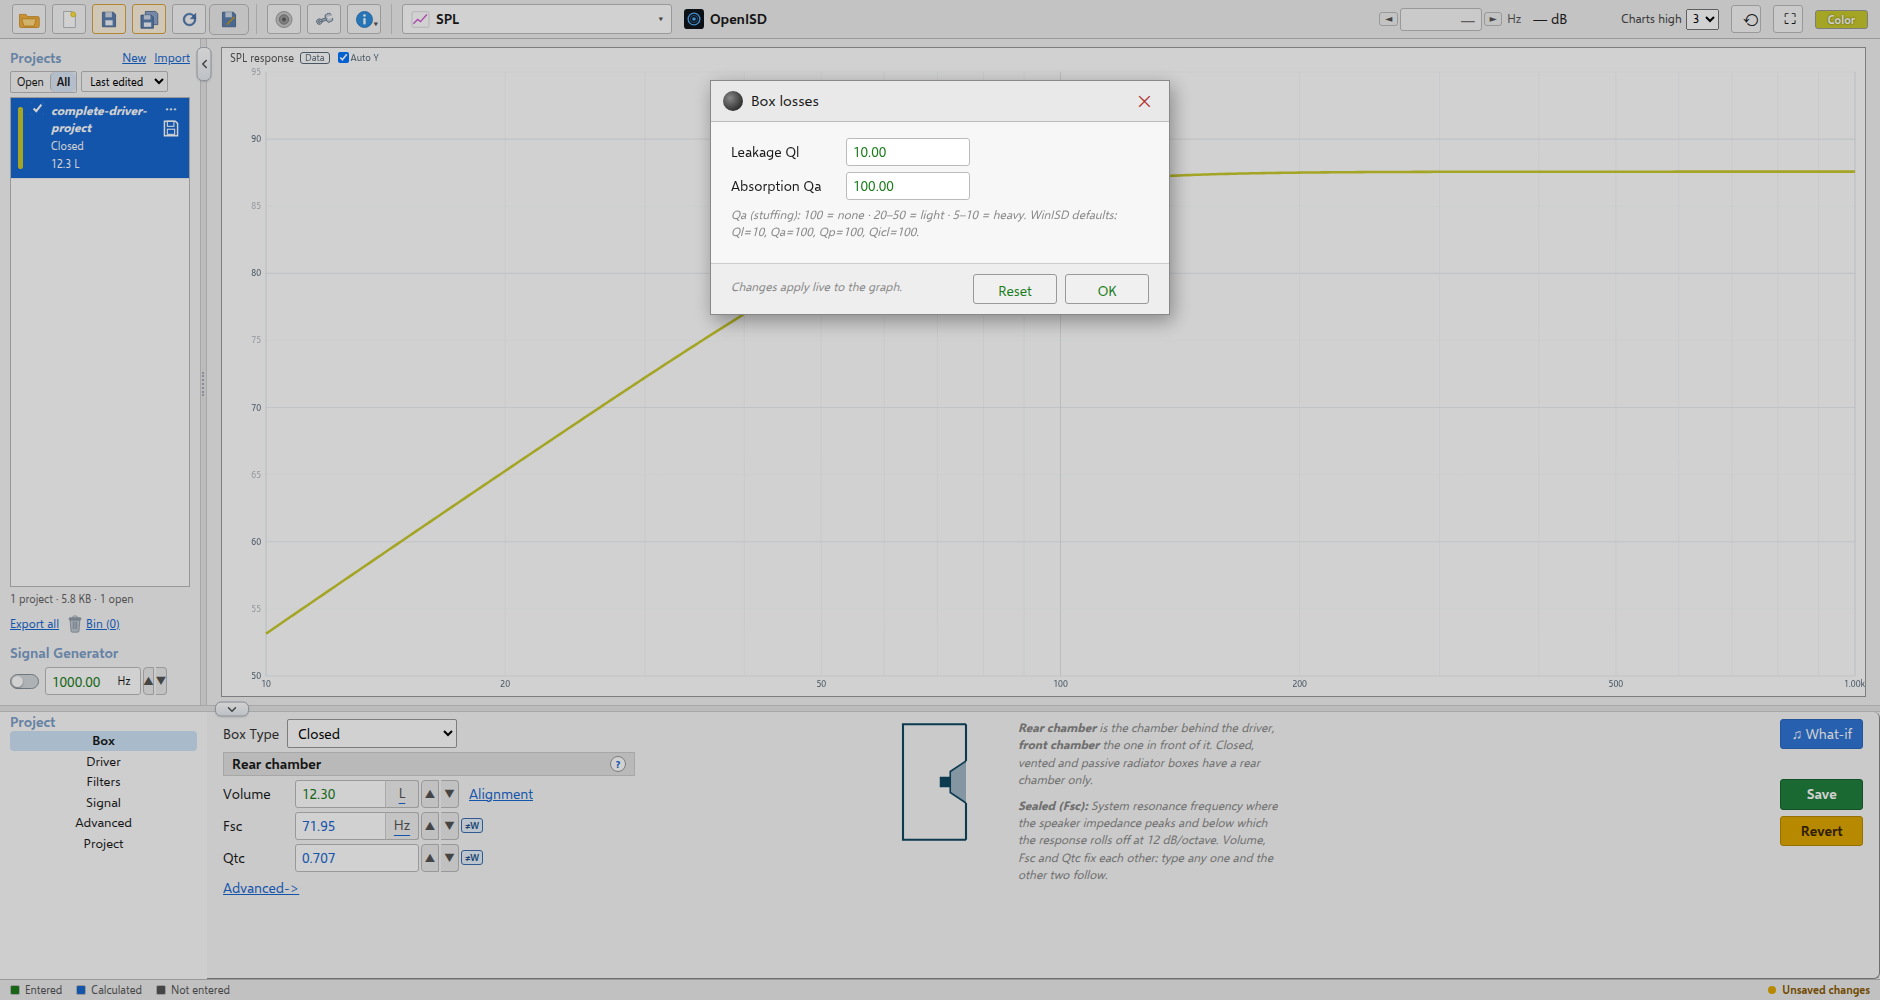 SPL
OpenISD
—
Hz
— dB
Charts high
3
Color
Projects
New
Import
Open
All
Last edited
complete-driver-project
Closed
12.3 L
1 project · 5.8 KB · 1 open
Export all
Bin (0)
Signal Generator
1000.00
Hz
SPL response
Data
Auto Y
95
90
85
80
75
70
65
60
55
50
10
20
50
100
200
500
1.00k
Box losses
Leakage Ql
10.00
Absorption Qa
100.00
Qa (stuffing): 100 = none · 20–50 = light · 5–10 = heavy. WinISD defaults:
Ql=10, Qa=100, Qp=100, Qicl=100.
Changes apply live to the graph.
Reset
OK
Project
Box
Driver
Filters
Signal
Advanced
Project
Box Type
Closed
Rear chamber
?
Volume
12.30
L
Alignment
Fsc
71.95
Hz
≠W
Qtc
0.707
≠W
Advanced->
Rear chamber is the chamber behind the driver,
front chamber the one in front of it. Closed,
vented and passive radiator boxes have a rear
chamber only.
Sealed (Fsc): System resonance frequency where
the speaker impedance peaks and below which
the response rolls off at 12 dB/octave. Volume,
Fsc and Qtc fix each other: type any one and the
other two follow.
♫ What-if
Save
Revert
Entered
Calculated
Not entered
Unsaved changes